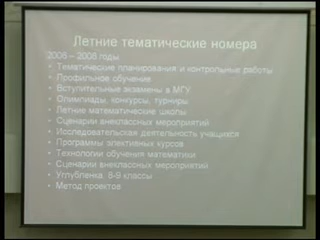 Летние тематические номера
2006 – 2008 годы
• Тематические планирования и контрольные работы
• Профильное обучение
• Вступительные экзамены в МГУ
• Олимпиады, конкурсы, турниры
• Летние математические школы
• Сценарии внеклассных мероприятий
• Исследовательская деятельность учащихся
• Программы элективных курсов
• Технологии обучения математики
• Сценарии внеклассных мероприятий
• Углубленка. 8-9 классы
• Метод проектов